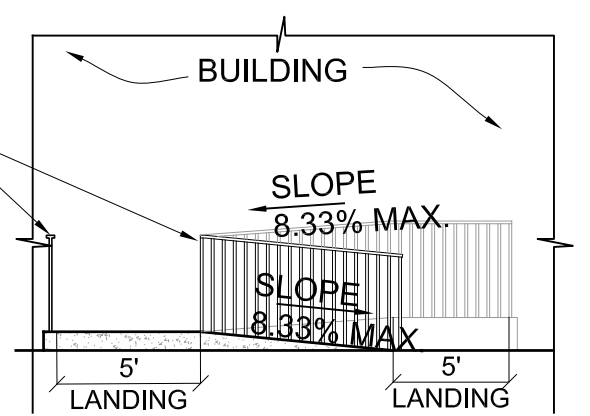 BUILDING
SLOPE
8.33% MAX.
SLOPE
8.33% MAX
5'
LANDING
5'
LANDING